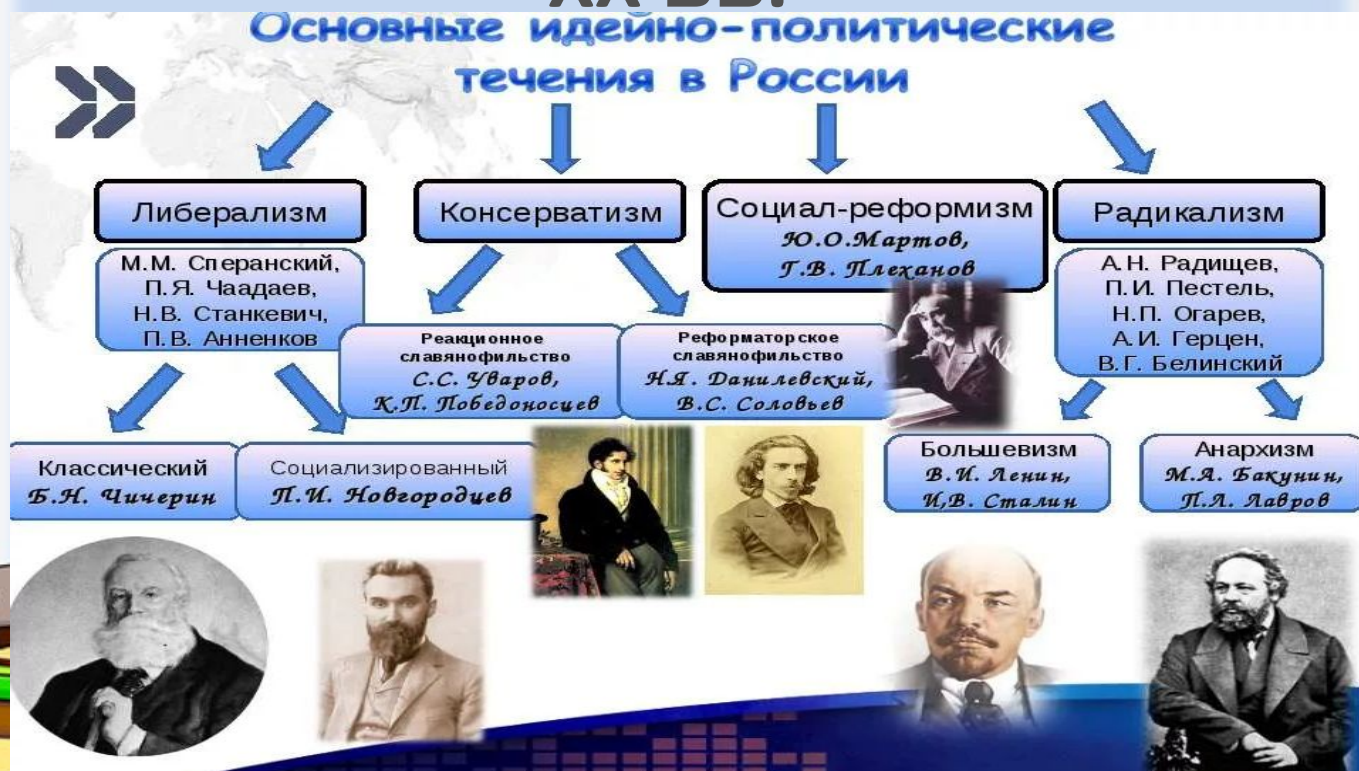 XX ВВ.
Основные идейно-политические
течения в России
Либерализм
Консерватизм
Социал-реформизм
Ю.О.Мартов,
Г.В. Плеханов
Радикализм
М.М. Сперанский,
П.Я. Чаадаев,
Н.В. Станкевич,
П.В. Анненков
А.Н. Радищев,
П.И. Пестель,
Н.П. Огарев,
А.И. Герцен,
В.Г. Белинский
Реакционное
славянофильство
С.С. Уваров,
К.П. Победоносцев
Реформаторское
славянофильство
Н.Я. Данилевский,
В.С. Соловьев
Классический
Б.Н. Чичерин
Социализированный
П.И. Новгородцев
Большевизм
В.И. Ленин,
И,В. Сталин
Анархизм
М.А. Бакунин,
П.Л. Лавров